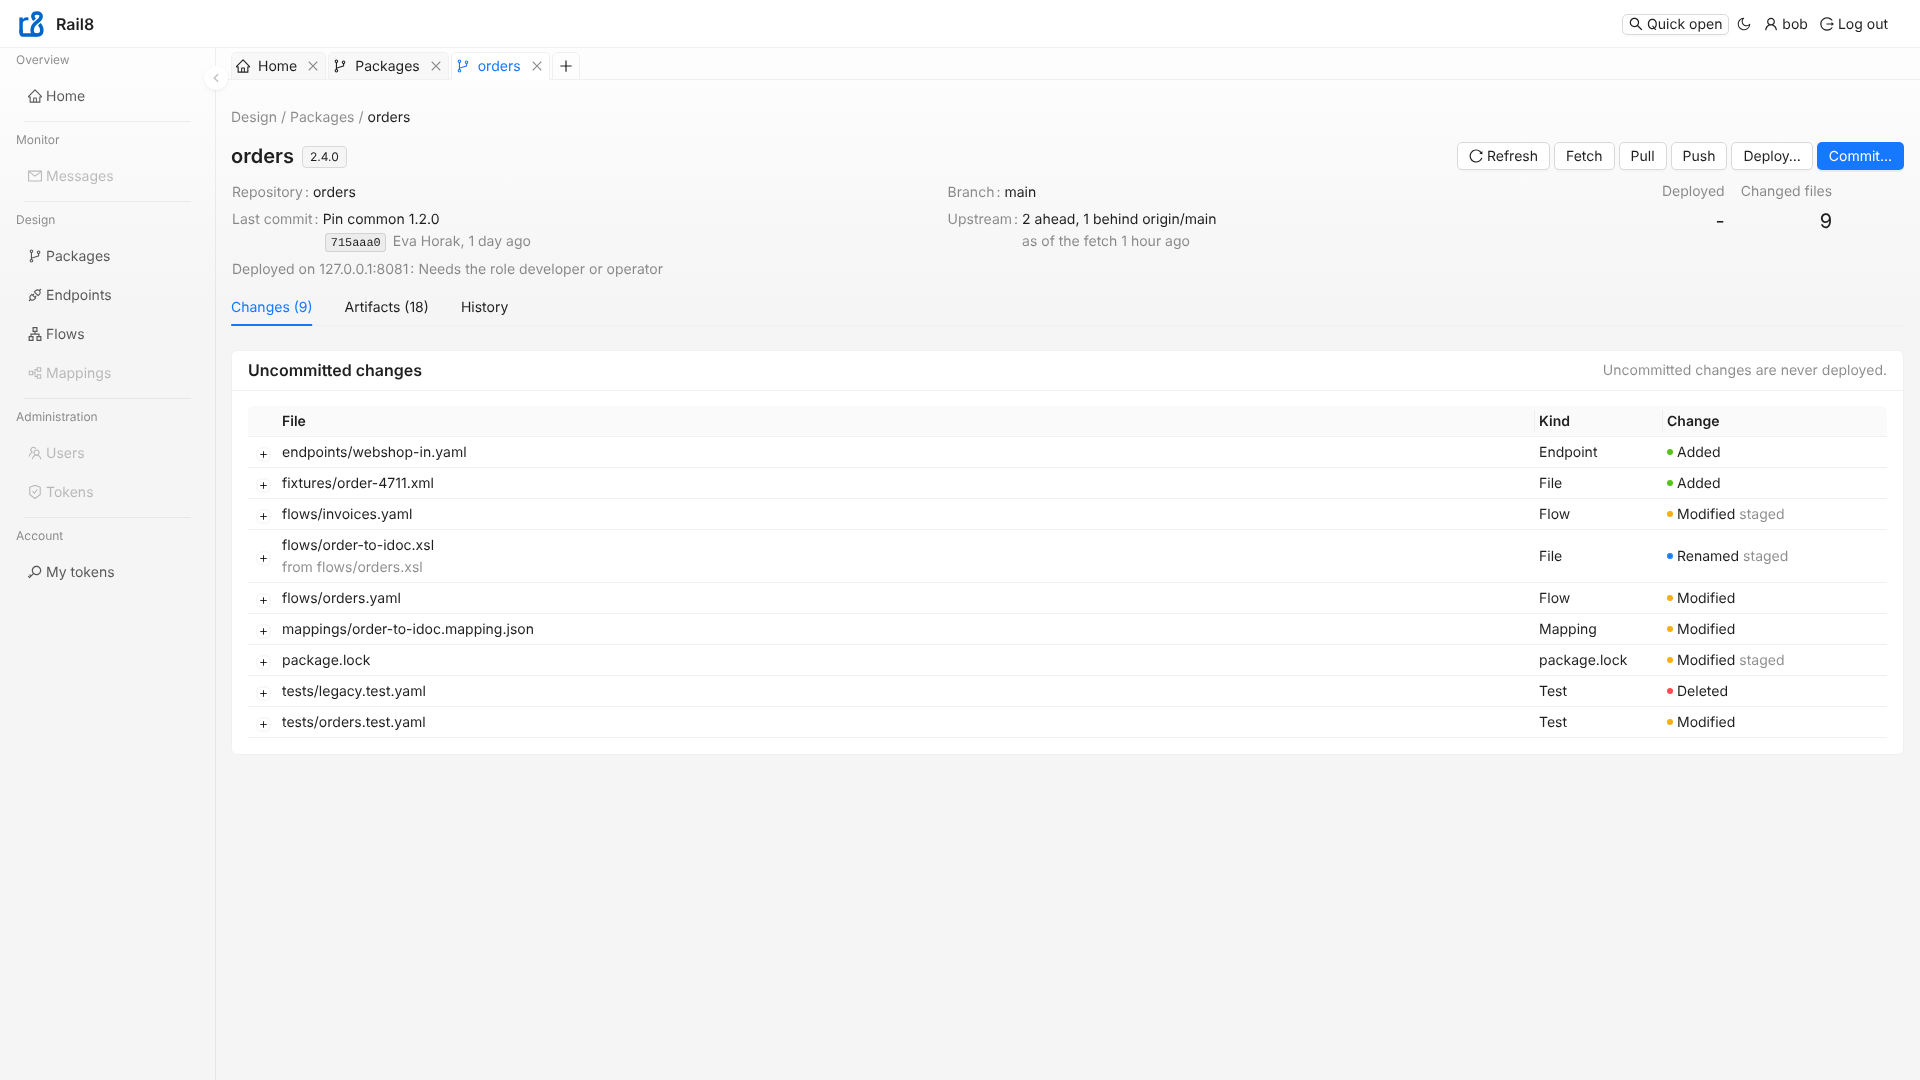 Rail8
Quick open
bob
Log out
Overview
Home
Monitor
Messages
Design
Packages
Endpoints
Flows
Mappings
Administration
Users
Tokens
Account
My tokens
Home
Packages
orders
Design / Packages / orders
orders 2.4.0
Refresh
Fetch
Pull
Push
Deploy...
Commit...
Repository: orders
Branch: main
Deployed
-
Changed files
9
Last commit: Pin common 1.2.0
715aaa0 Eva Horak, 1 day ago
Upstream: 2 ahead, 1 behind origin/main
as of the fetch 1 hour ago
Deployed on 127.0.0.1:8081: Needs the role developer or operator
Changes (9)
Artifacts (18)
History
Uncommitted changes
Uncommitted changes are never deployed.
File Kind Change
endpoints/webshop-in.yaml Endpoint Added
fixtures/order-4711.xml File Added
flows/invoices.yaml Flow Modified staged
flows/order-to-idoc.xsl File Renamed staged
from flows/orders.xsl
flows/orders.yaml Flow Modified
mappings/order-to-idoc.mapping.json Mapping Modified
package.lock package.lock Modified staged
tests/legacy.test.yaml Test Deleted
tests/orders.test.yaml Test Modified